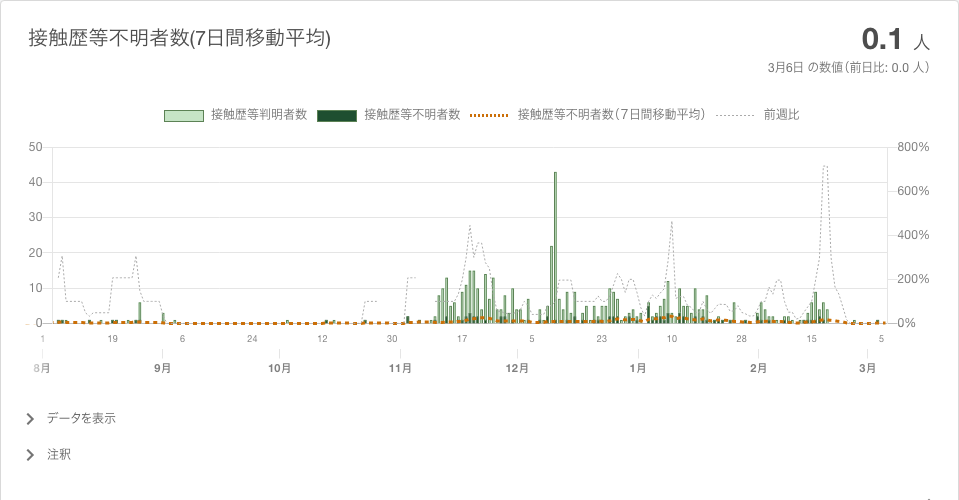 接触歴等不明者数(7日間移動平均)
0.1 人
3月6日 の数値（前日比: 0.0 人）
接触歴等判明者数 接触歴等不明者数 接触歴等不明者数（7日間移動平均） 前週比
50 800%
40 600%
30 400%
20 200%
10 0%
0
1 19 6 24 12 30 17 5 23 10 28 15 5
8月 9月 10月 11月 12月 1月 2月 3月
データを表示
注釈